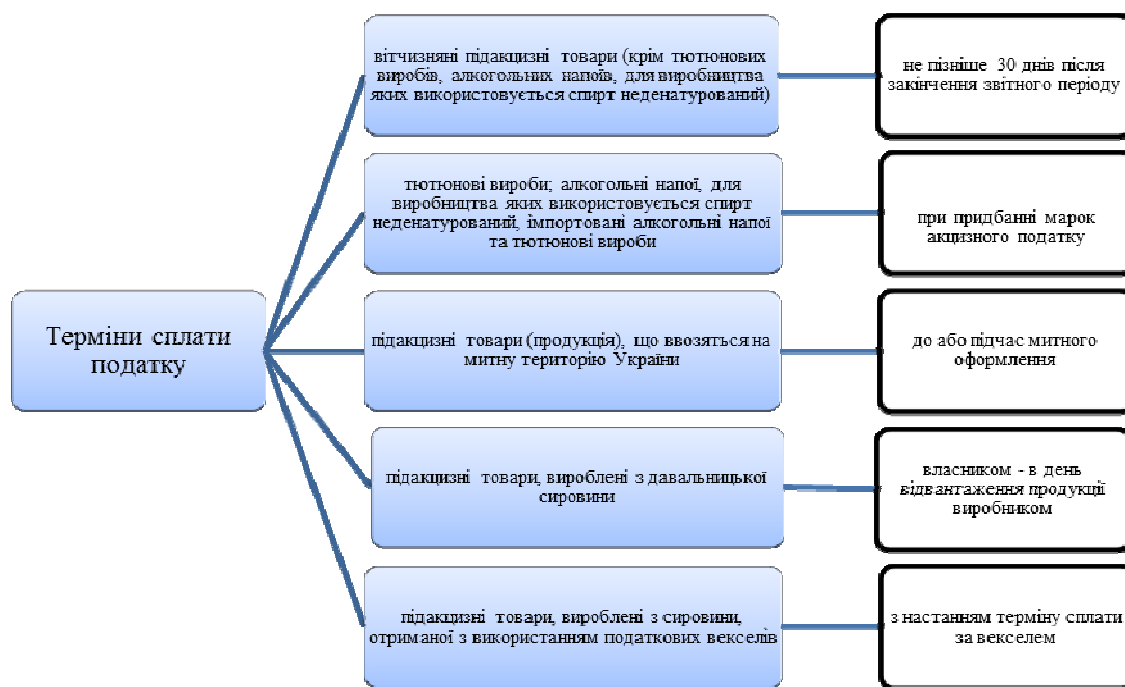 вітчизняні підакцизні товари (крім тютюнових
виробів, алкогольних напоїв, для виробництва
яких використовується спирт неденатурований)
не пізніше 30 днів після
закінчення звітного періоду
тютюнові вироби; алкогольні напої, для
виробництва яких використовується спирт
неденатурований, імпортовані алкогольні напої
та тютюнові вироби
при придбанні марок
акцизного податку
Терміни сплати
податку
підакцизні товари (продукція), що ввозяться на
митну територію України
до або підчас митного
оформлення
підакцизні товари, вироблені з давальницької
сировини
власником - в день
відвантаження продукції
виробником
підакцизні товари, вироблені з сировини,
отриманої з використанням податкових векселів
з настанням терміну сплати
за векселем